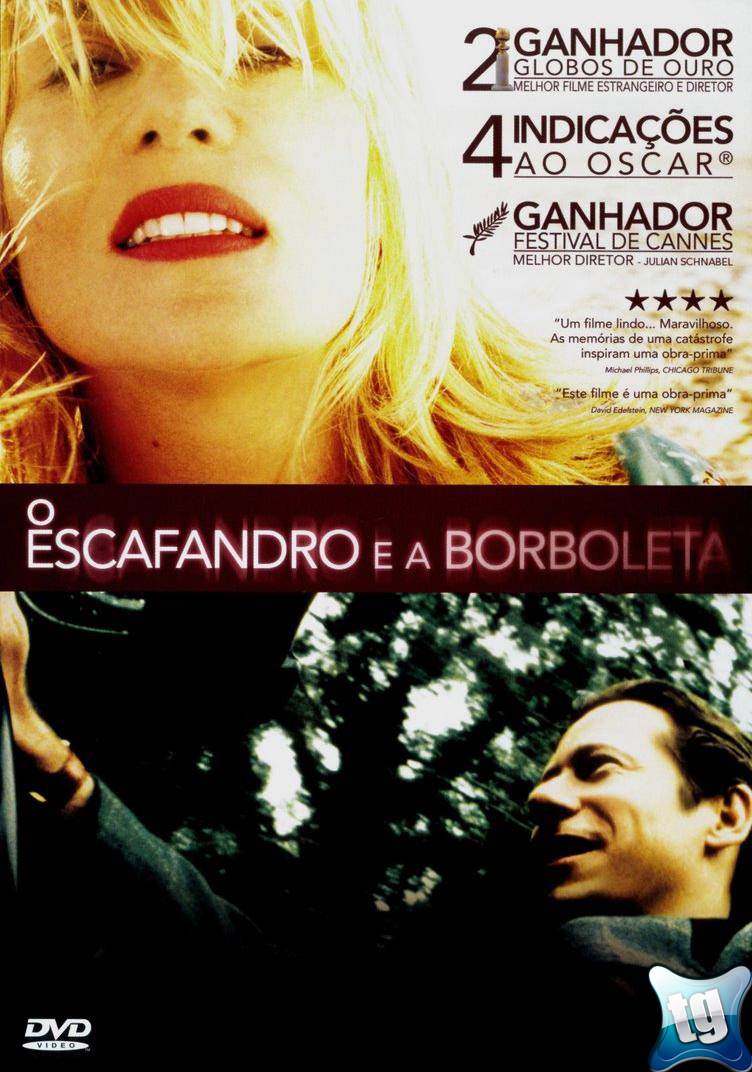 2 GANHADOR
GLOBOS DE OURO
MELHOR FILME ESTRANGEIRO E DIRETOR
4 INDICAÇÕES
AO OSCAR®
GANHADOR
FESTIVAL DE CANNES
MELHOR DIRETOR - JULIAN SCHNABEL
"Um filme lindo... Maravilhoso.
As memórias de uma catástrofe
inspiram uma obra-prima"
Michael Phillips, CHICAGO TRIBUNE
"Este filme é uma obra-prima"
David Edelstein, NEW YORK MAGAZINE
O
ESCAFANDRO E A BORBOLETA
DVD
VIDEO
tg